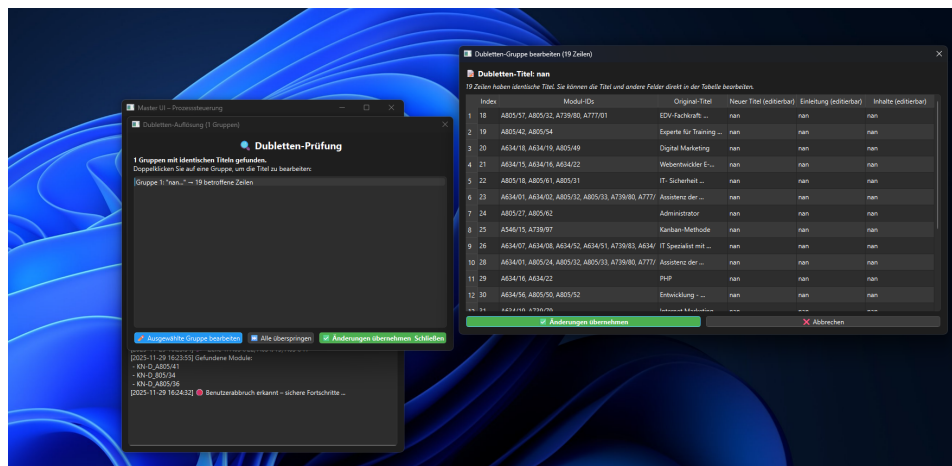 Master UI – Prozessteuerung
Dubletten-Auflösung (1 Gruppen)
Dubletten-Prüfung
1 Gruppen mit identischen Titeln gefunden.
Doppelklicken Sie auf eine Gruppe, um die Titel zu bearbeiten:
Gruppe 1: "nan..." → 19 betroffene Zeilen
Ausgewählte Gruppe bearbeiten Alle überspringen Änderungen übernehmen Schließen
[2025-11-29 16:23:55] Gefundene Module:
- KN-D_A805/41
- KN-D_805/34
- KN-D_A805/36
[2025-11-29 16:24:32] Benutzerabbruch erkannt – sichere Fortschritte ...
Dubletten-Gruppe bearbeiten (19 Zeilen)
Dubletten-Titel: nan
19 Zeilen haben identische Titel. Sie können die Titel und andere Felder direkt in der Tabelle bearbeiten.
Index Modul-IDs Original-Titel Neuer Titel (editierbar) Einleitung (editierbar) Inhalte (editierbar)
1 18 A805/57, A805/32, A739/80, A777/01 EDV-Fachkraft: ... nan nan nan
2 19 A805/42, A805/54 Experte für Training ... nan nan nan
3 20 A634/18, A634/19, A805/49 Digital Marketing nan nan nan
4 21 A634/15, A634/16, A634/22 Webentwickler E-... nan nan nan
5 22 A805/18, A805/61, A805/31 IT- Sicherheit ... nan nan nan
6 23 A634/01, A634/02, A805/32, A805/33, A739/80, A777/ Assistenz der ... nan nan nan
7 24 A805/27, A805/62 Administrator nan nan nan
8 25 A546/15, A739/97 Kanban-Methode nan nan nan
9 26 A634/07, A634/08, A634/52, A634/51, A739/83, A634/ IT Spezialist mit ... nan nan nan
10 28 A634/01, A805/24, A805/32, A805/33, A739/80, A777/ Assistenz der ... nan nan nan
11 29 A634/16, A634/22 PHP nan nan nan
12 30 A634/56, A805/50, A805/52 Entwicklung - ... nan nan nan
Änderungen übernehmen Abbrechen